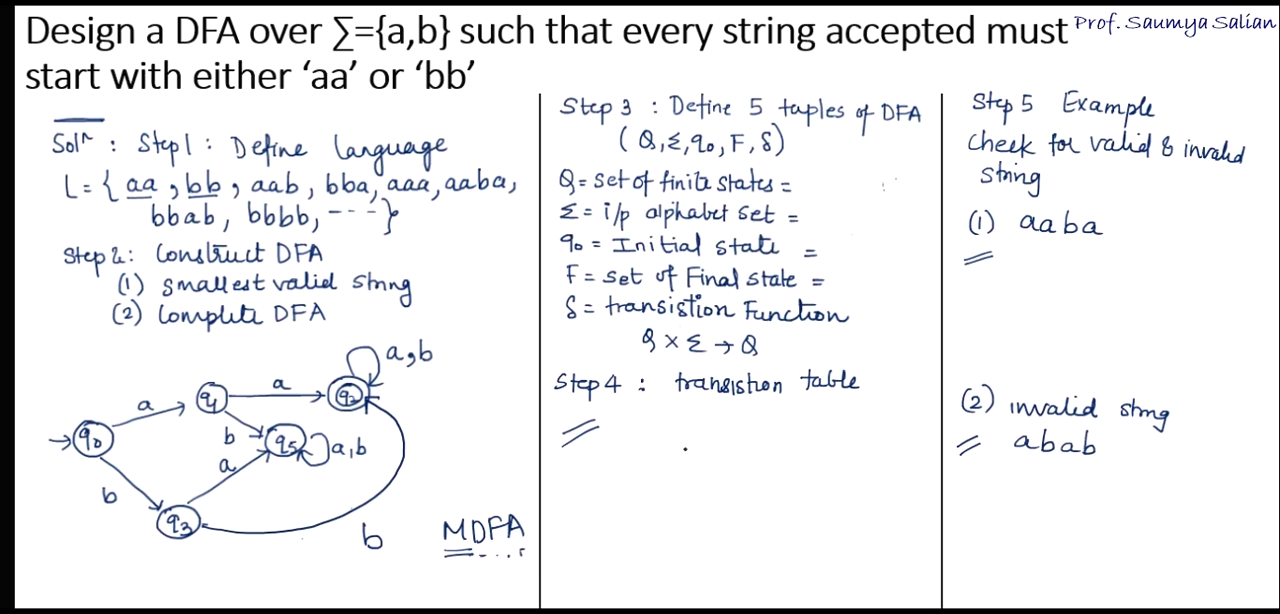 Design a DFA over ∑={a,b} such that every string accepted must
Prof. Saumya Salian
start with either ‘aa’ or ‘bb’
Solⁿ : Step1 : Define language
L = { aa , bb , aab , bba, aaa, aaba,
bbab, bbbb, ---- }
Step 2: Construct DFA
(1) smallest valid string
(2) Complete DFA
a,b
a
a
q1
q2
q0
b
q5
a,b
a
b
q3
b
MDFA
Step 3 : Define 5 tuples of DFA
(Q, Σ, q0, F, δ)
Q = set of finite states =
Σ = i/p alphabet set =
q0 = Initial state =
F = set of Final state =
δ = transistion Function
Q × Σ → Q
Step 4 : transistion table
Step 5 Example
Check for valid & invalid
string
(1) aaba
(2) invalid string
abab